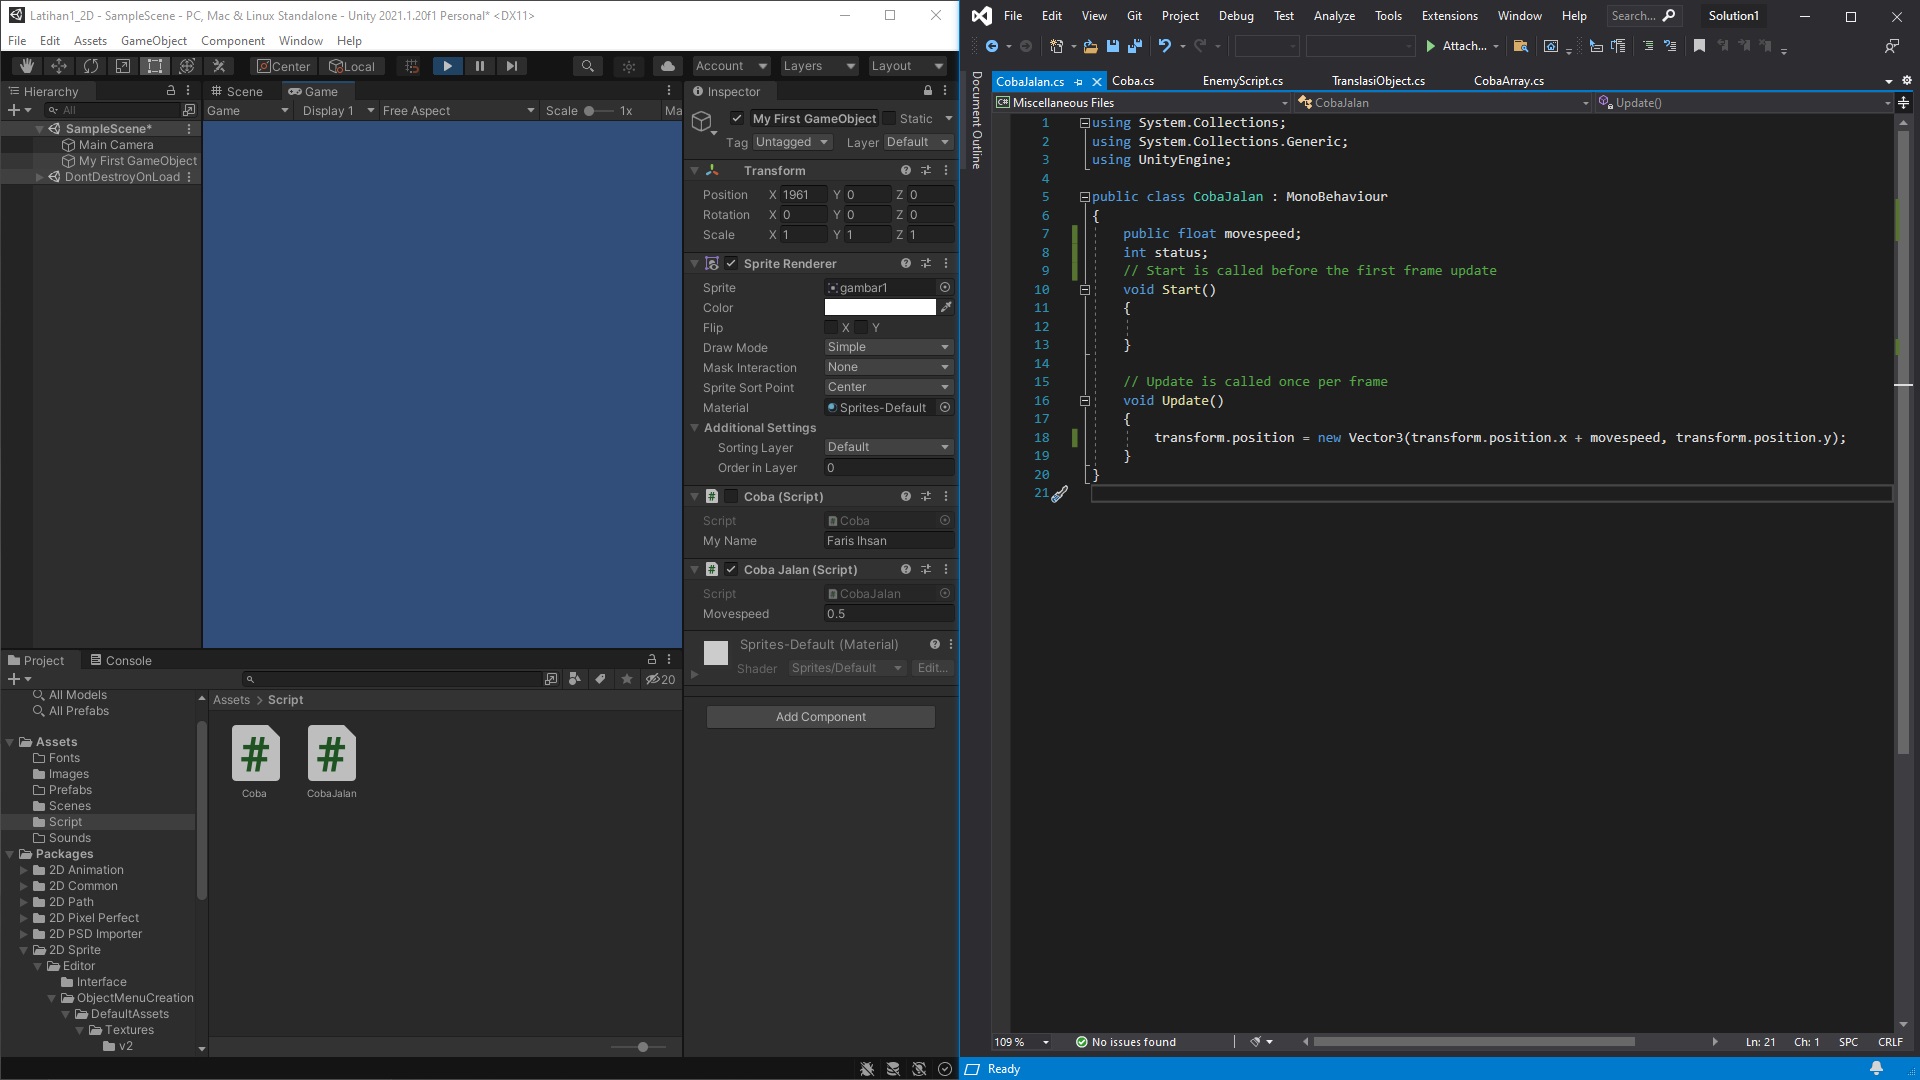 Latihan1_2D - SampleScene - PC, Mac & Linux Standalone - Unity 2021.1.20f1 Personal* <DX11>
File Edit Assets GameObject Component Window Help
Center Local Account Layers Layout
Hierarchy
All
SampleScene*
Main Camera
My First GameObject
DontDestroyOnLoad
Scene Game
Game Display 1 Free Aspect Scale 1x Ma
Inspector
My First GameObject Static
Tag Untagged Layer Default
Transform
Position X 1961 Y 0 Z 0
Rotation X 0 Y 0 Z 0
Scale X 1 Y 1 Z 1
Sprite Renderer
Sprite gambar1
Color
Flip X Y
Draw Mode Simple
Mask Interaction None
Sprite Sort Point Center
Material Sprites-Default
Additional Settings
Sorting Layer Default
Order in Layer 0
Coba (Script)
Script Coba
My Name Faris Ihsan
Coba Jalan (Script)
Script CobaJalan
Movespeed 0.5
Sprites-Default (Material)
Shader Sprites/Default Edit...
Add Component
Project Console
20
All Models
All Prefabs
Assets
Fonts
Images
Prefabs
Scenes
Script
Sounds
Packages
2D Animation
2D Common
2D Path
2D Pixel Perfect
2D PSD Importer
2D Sprite
Editor
Interface
ObjectMenuCreation
DefaultAssets
Textures
v2
Assets > Script
Coba CobaJalan
File Edit View Git Project Debug Test Analyze Tools Extensions Window Help Search... Solution1
Attach...
Document Outline
CobaJalan.cs Coba.cs EnemyScript.cs TranslasiObject.cs CobaArray.cs
C# Miscellaneous Files CobaJalan Update()
1 using System.Collections;
2 using System.Collections.Generic;
3 using UnityEngine;
4
5 public class CobaJalan : MonoBehaviour
6 {
7 public float movespeed;
8 int status;
9 // Start is called before the first frame update
10 void Start()
11 {
12
13 }
14
15 // Update is called once per frame
16 void Update()
17 {
18 transform.position = new Vector3(transform.position.x + movespeed, transform.position.y);
19 }
20 }
21
109 % No issues found Ln: 21 Ch: 1 SPC CRLF
Ready